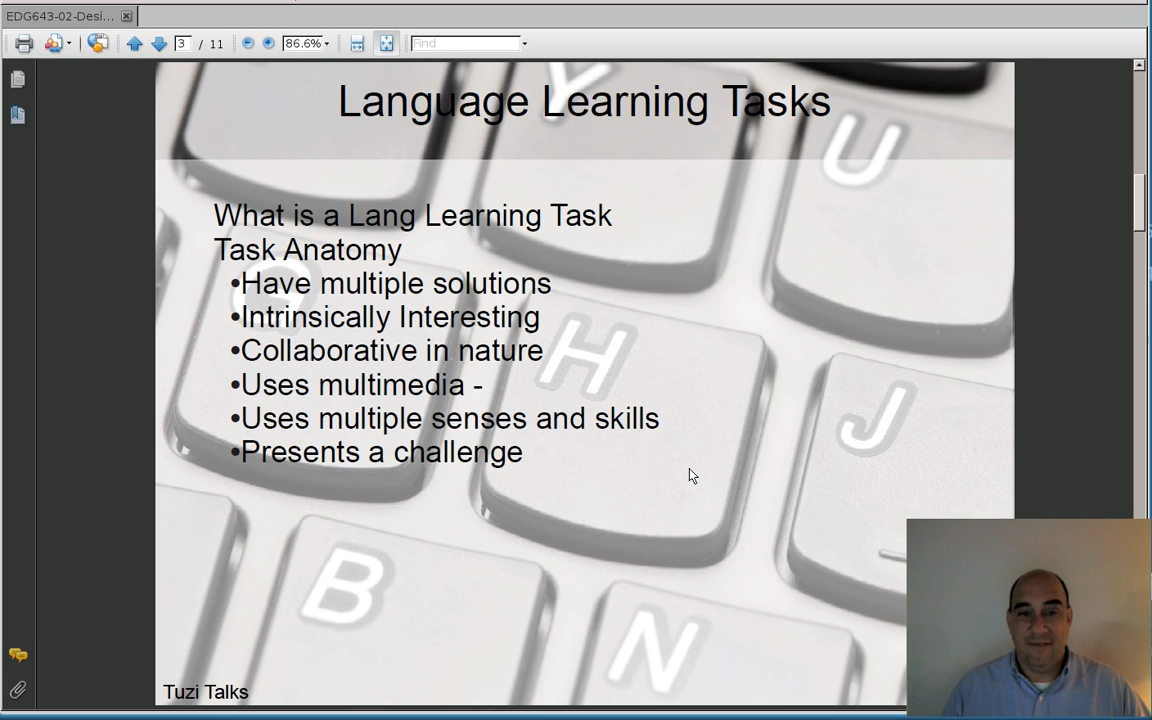 EDG643-02-Desi...
3 / 11
86.6%
Find
Language Learning Tasks
Y
U
What is a Lang Learning Task
Task Anatomy
•Have multiple solutions
•Intrinsically Interesting
•Collaborative in nature
•Uses multimedia -
•Uses multiple senses and skills
•Presents a challenge
G
H
J
B
N
Tuzi Talks